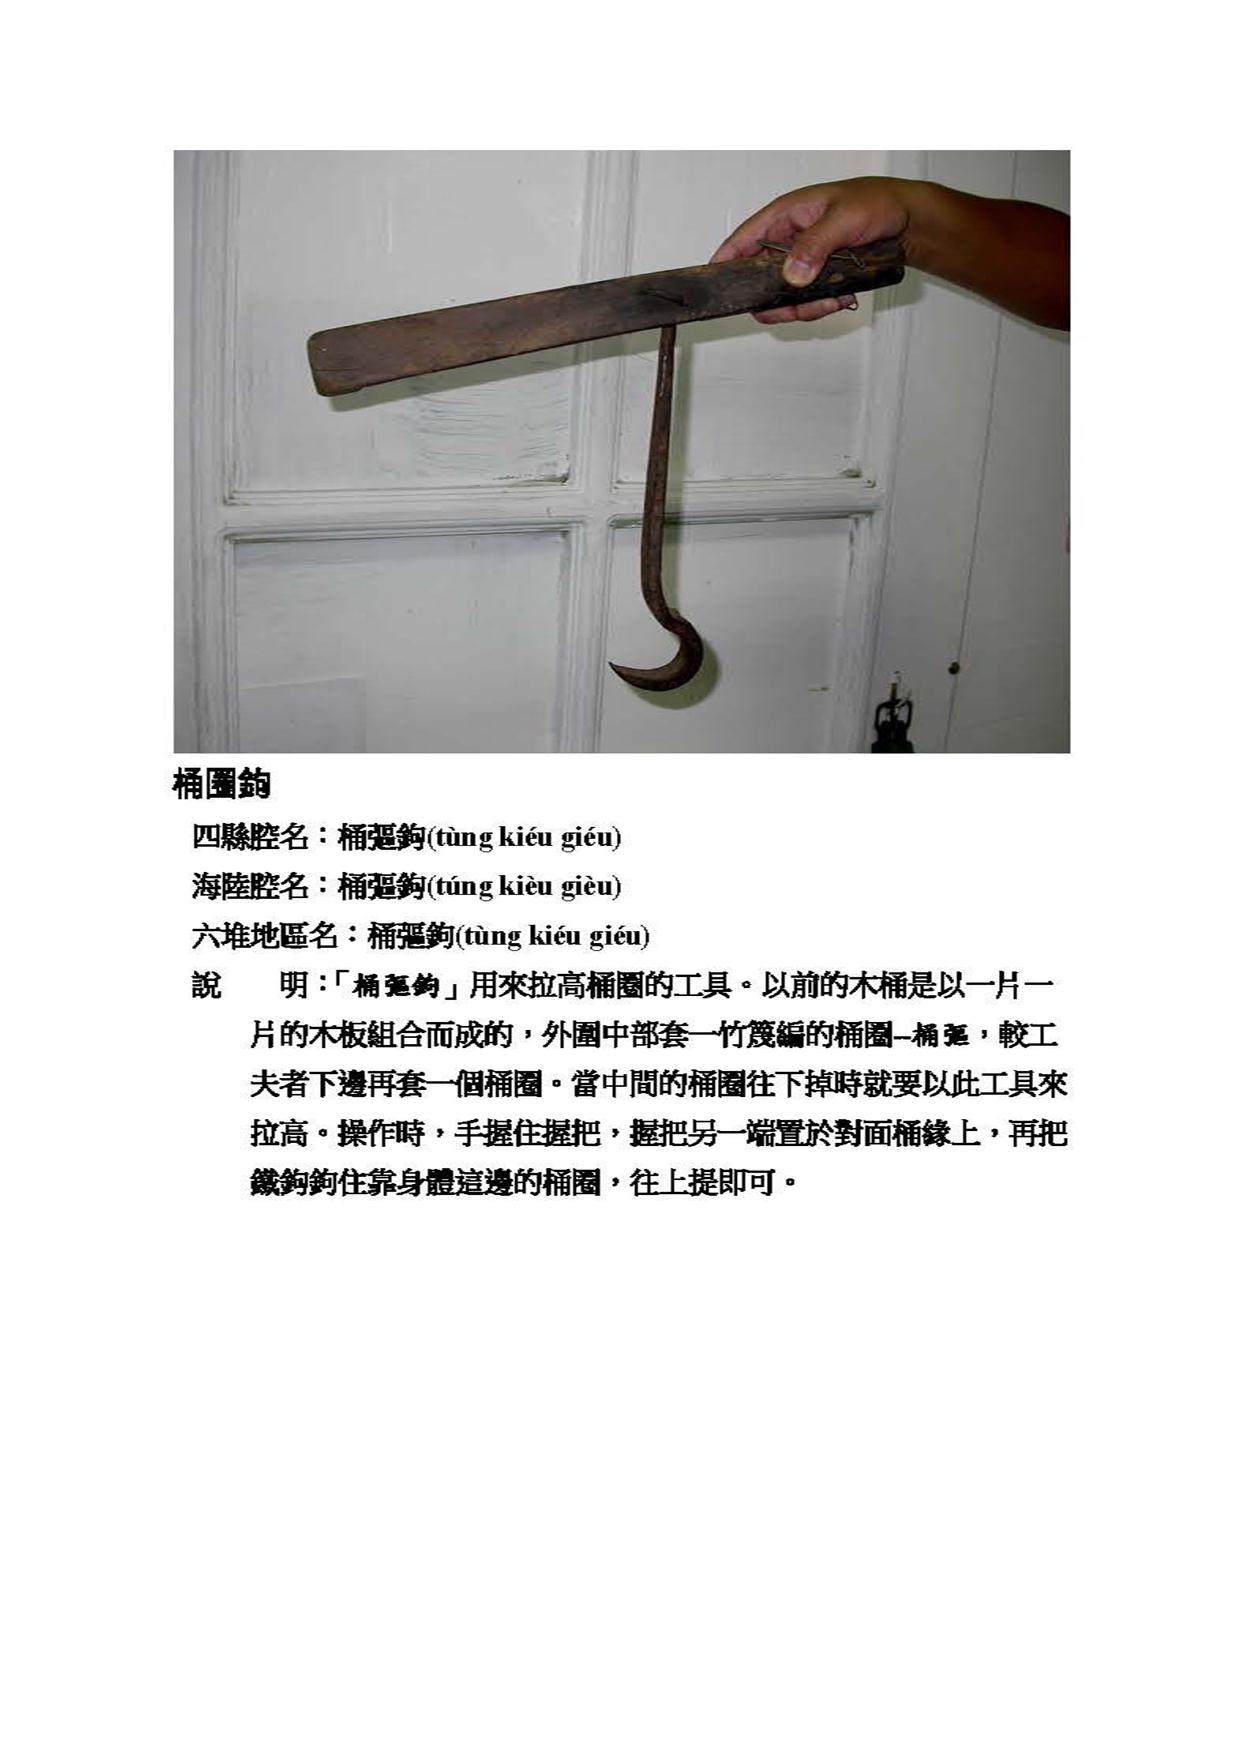 桶圈鉤
四縣腔名：桶彄鉤(tùng kiéu giéu)
海陸腔名：桶彄鉤(túng kièu gièu)
六堆地區名：桶彄鉤(tùng kiéu giéu)
說　　明：「桶彄鉤」用來拉高桶圈的工具。以前的木桶是以一片一
片的木板組合而成的，外圍中部套一竹篾編的桶圈--桶彄，較工
夫者下邊再套一個桶圈。當中間的桶圈往下掉時就要以此工具來
拉高。操作時，手握住握把，握把另一端置於對面桶緣上，再把
鐵鉤鉤住靠身體這邊的桶圈，往上提即可。